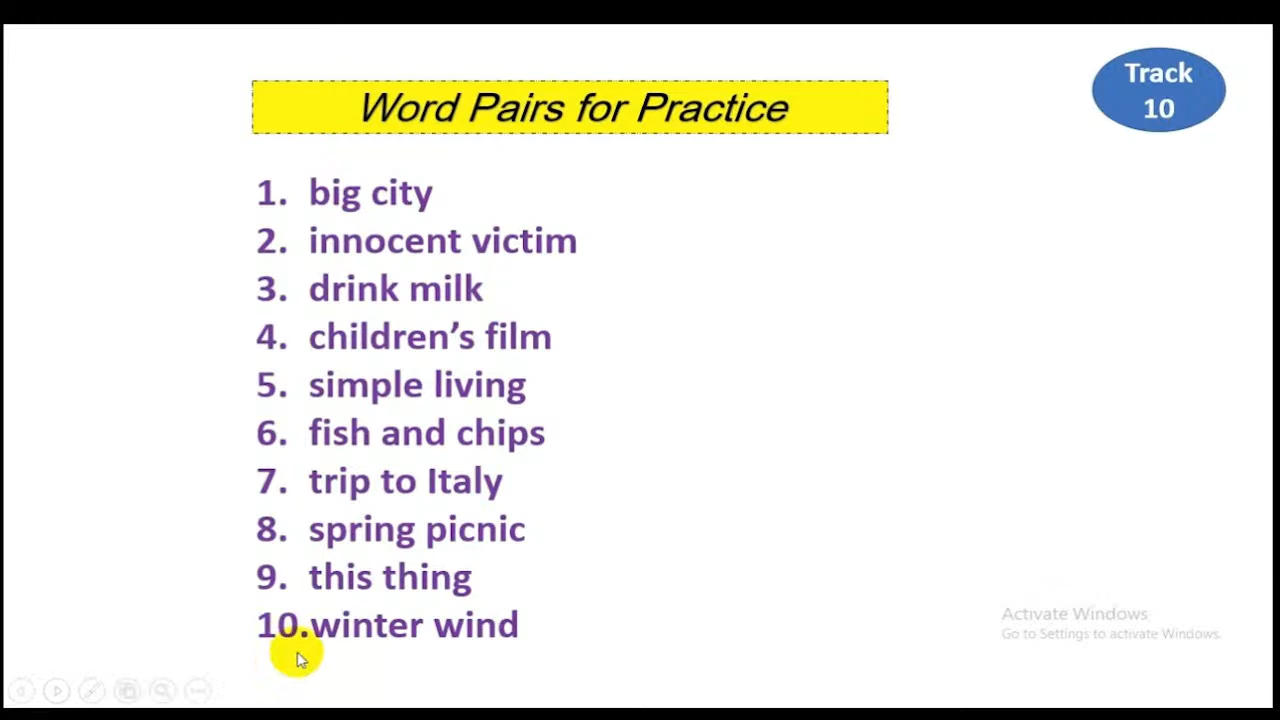 Track
10
Word Pairs for Practice
1. big city
2. innocent victim
3. drink milk
4. children’s film
5. simple living
6. fish and chips
7. trip to Italy
8. spring picnic
9. this thing
10.winter wind
Activate Windows
Go to Settings to activate Windows.